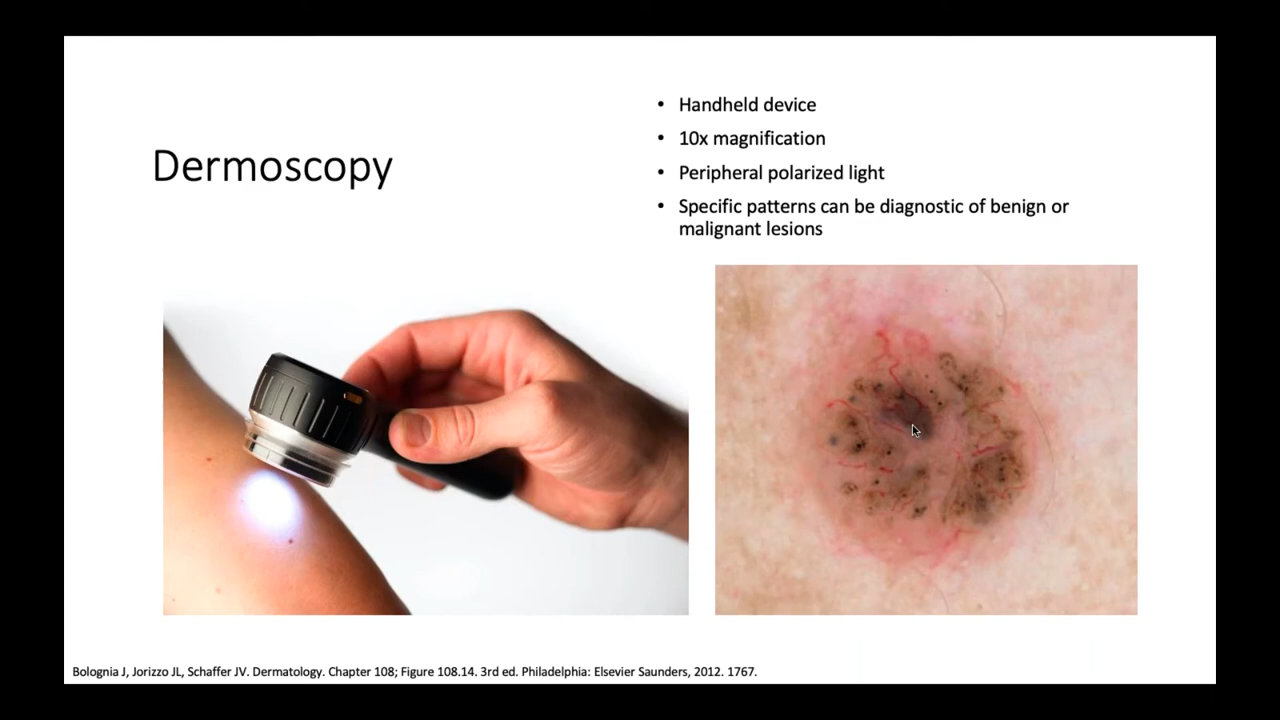 Dermoscopy
• Handheld device
• 10x magnification
• Peripheral polarized light
• Specific patterns can be diagnostic of benign or
malignant lesions
Bolognia J, Jorizzo JL, Schaffer JV. Dermatology. Chapter 108; Figure 108.14. 3rd ed. Philadelphia: Elsevier Saunders, 2012. 1767.